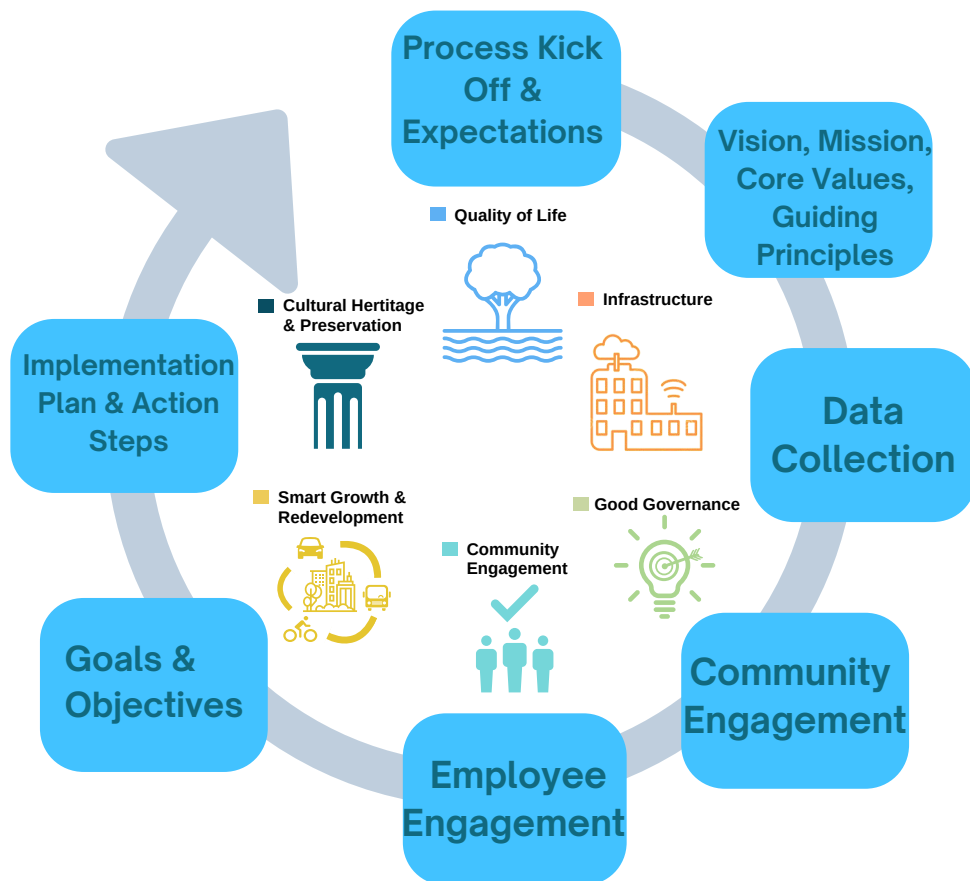 Process Kick
Off &
Expectations
Vision, Mission,
Core Values,
Guiding
Principles
Data
Collection
Community
Engagement
Employee
Engagement
Goals &
Objectives
Implementation
Plan & Action
Steps
Quality of Life
Infrastructure
Good Governance
Community
Engagement
Smart Growth &
Redevelopment
Cultural Hertitage
& Preservation